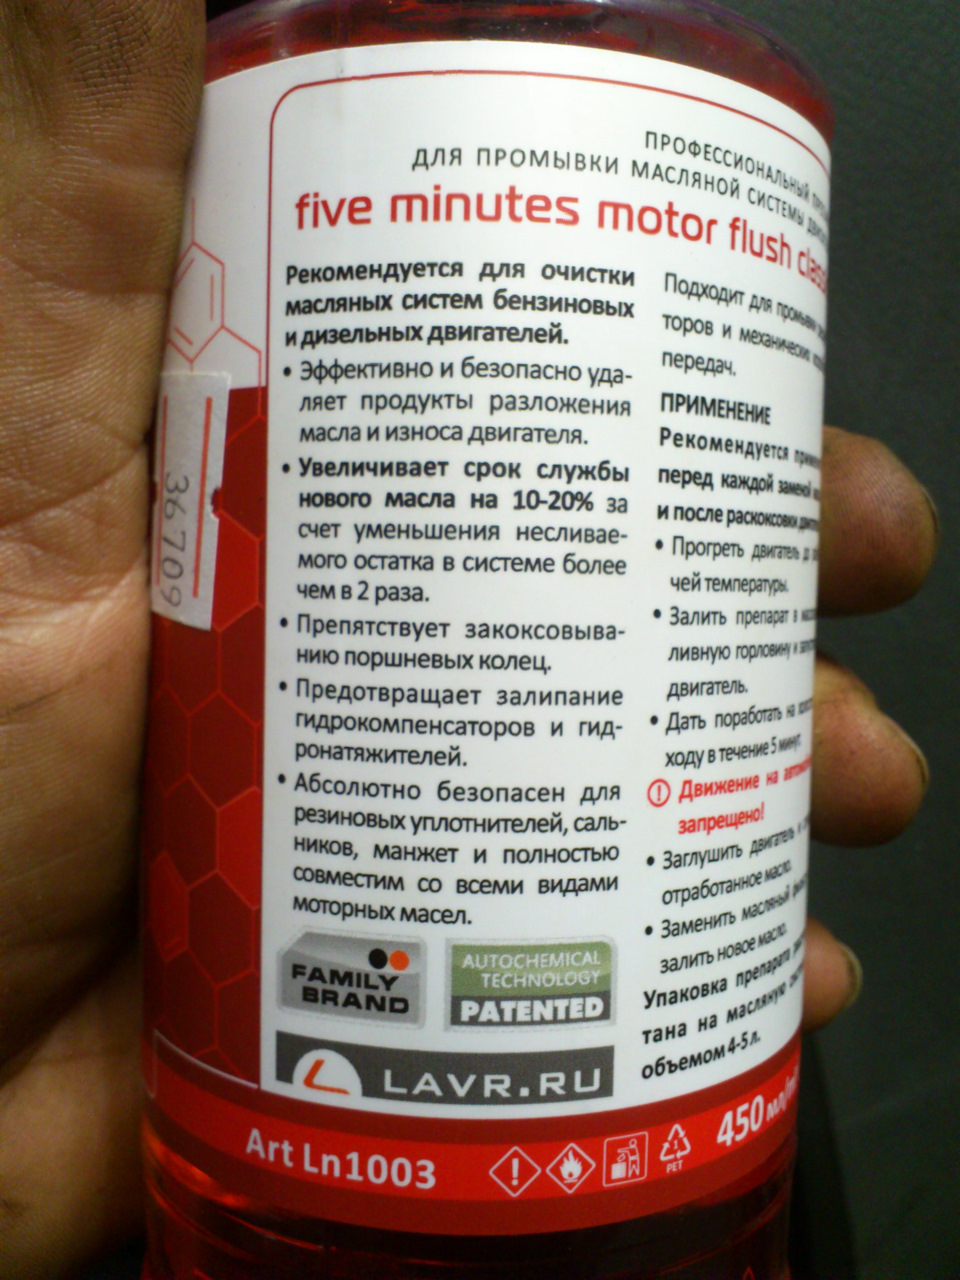 ПРОФЕССИОНАЛЬНЫЙ
ДЛЯ ПРОМЫВКИ МАСЛЯНОЙ СИСТЕМЫ
five minutes motor flush
Рекомендуется для очистки
масляных систем бензиновых
и дизельных двигателей.
• Эффективно и безопасно уда-
ляет продукты разложения
масла и износа двигателя.
• Увеличивает срок службы
нового масла на 10-20% за
счет уменьшения несливае-
мого остатка в системе более
чем в 2 раза.
• Препятствует закоксовыва-
нию поршневых колец.
• Предотвращает залипание
гидрокомпенсаторов и гид-
ронатяжителей.
• Абсолютно безопасен для
резиновых уплотнителей, саль-
ников, манжет и полностью
совместим со всеми видами
моторных масел.
Подходит для
торов и механических
передач.
ПРИМЕНЕНИЕ
Рекомендуется
перед каждой заменой
и после раскоксовки
• Прогреть двигатель до
чей температуры.
• Залить препарат в
ливную горловину и
двигатель.
• Дать поработать на
ходу в течение 5 минут.
! Движение на
запрещено!
• Заглушить двигатель
отработанное масло.
• Заменить масляный
залить новое масло.
Упаковка препарата
тана на масляную
объемом 4-5 л.
36709
FAMILY
BRAND
AUTOCHEMICAL
TECHNOLOGY
PATENTED
LAVR.RU
Art Ln1003
1
PET
450 мл